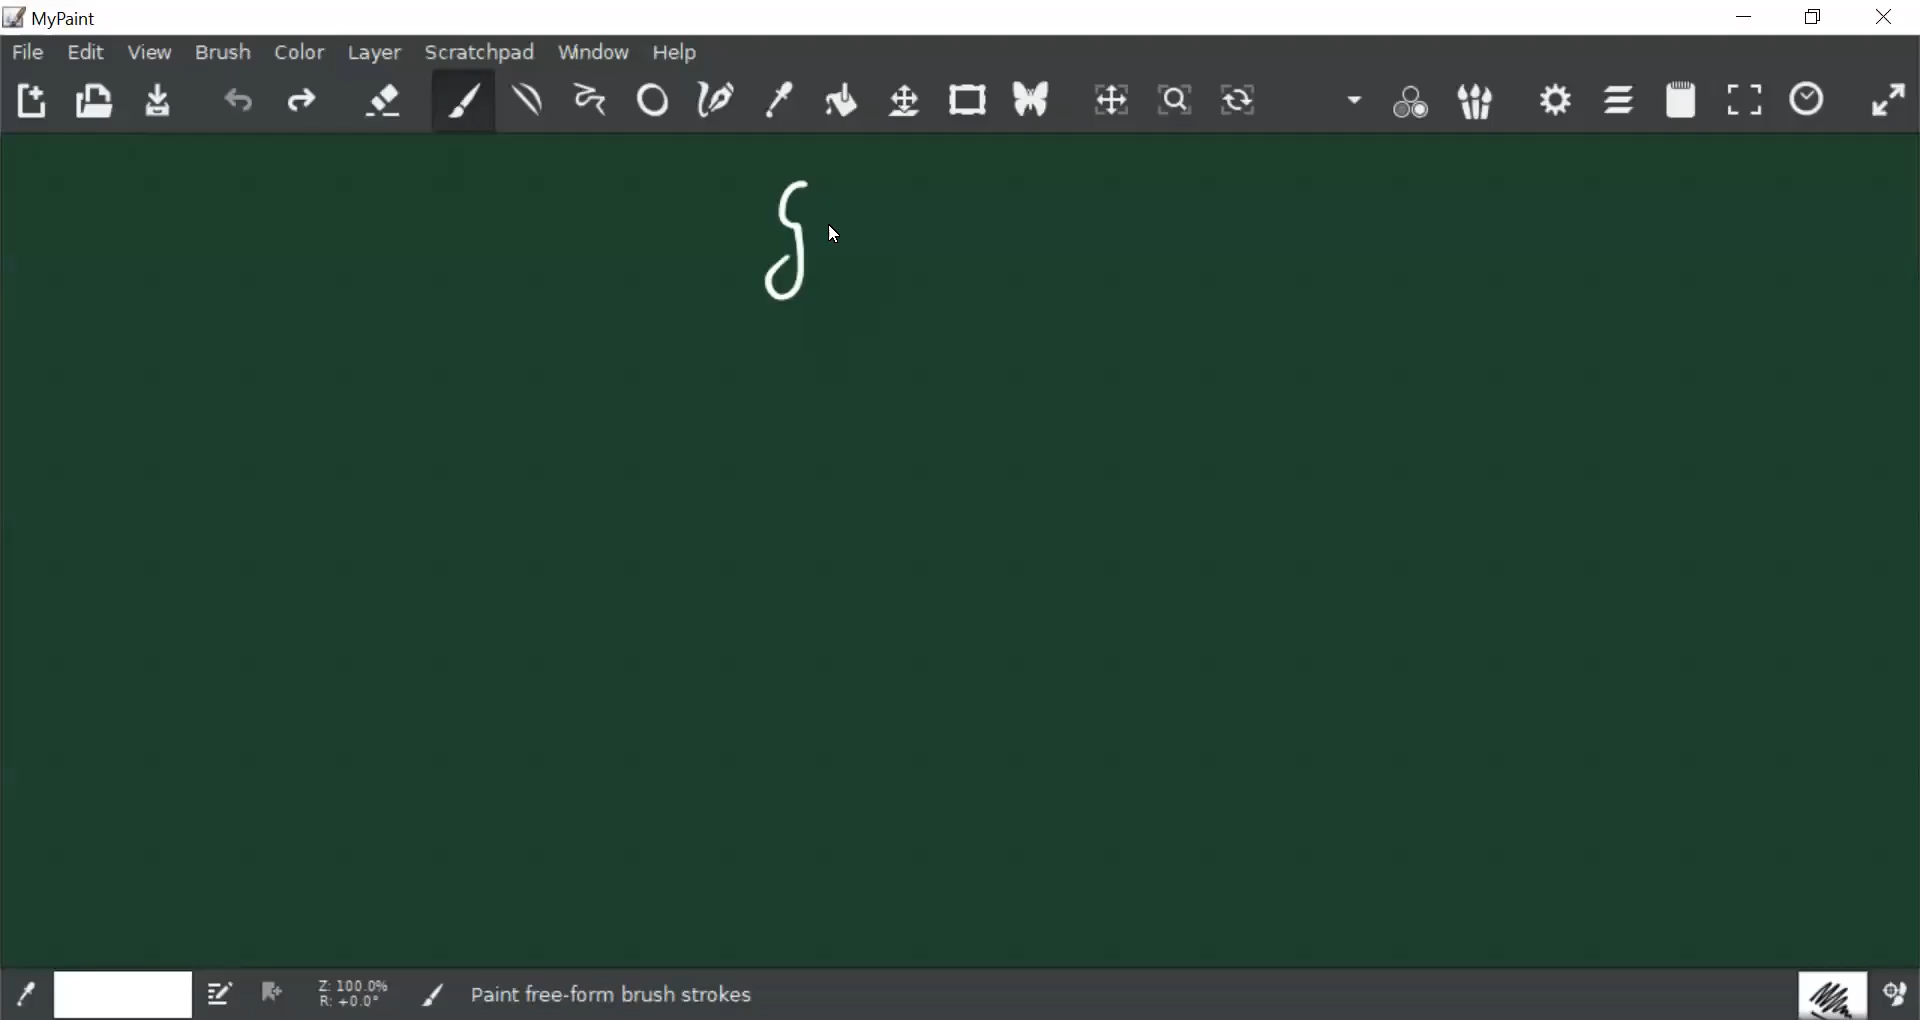 MyPaint
File Edit View Brush Color Layer Scratchpad Window Help
Z: 100.0%
R: +0.0°
Paint free-form brush strokes